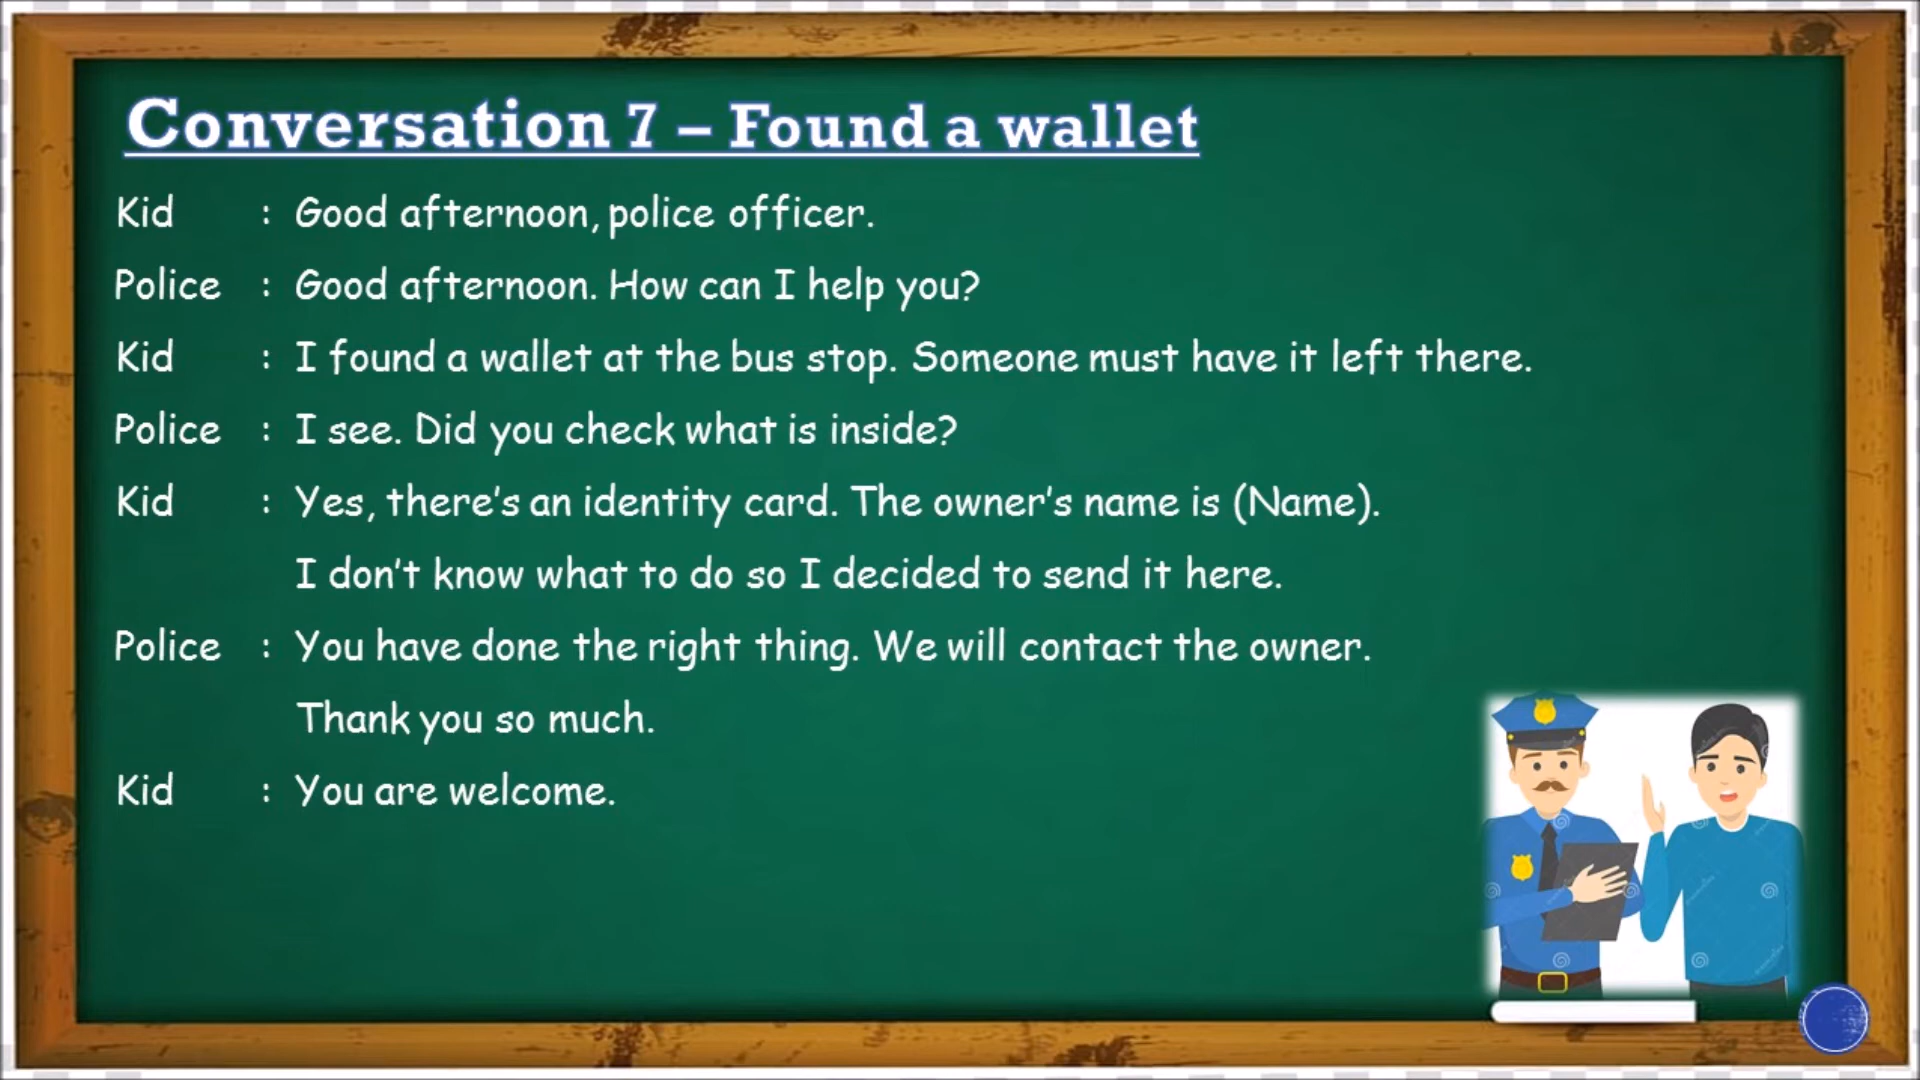 Conversation 7 – Found a wallet
Kid : Good afternoon, police officer.
Police : Good afternoon. How can I help you?
Kid : I found a wallet at the bus stop. Someone must have it left there.
Police : I see. Did you check what is inside?
Kid : Yes, there's an identity card. The owner's name is (Name).
I don't know what to do so I decided to send it here.
Police : You have done the right thing. We will contact the owner.
Thank you so much.
Kid : You are welcome.